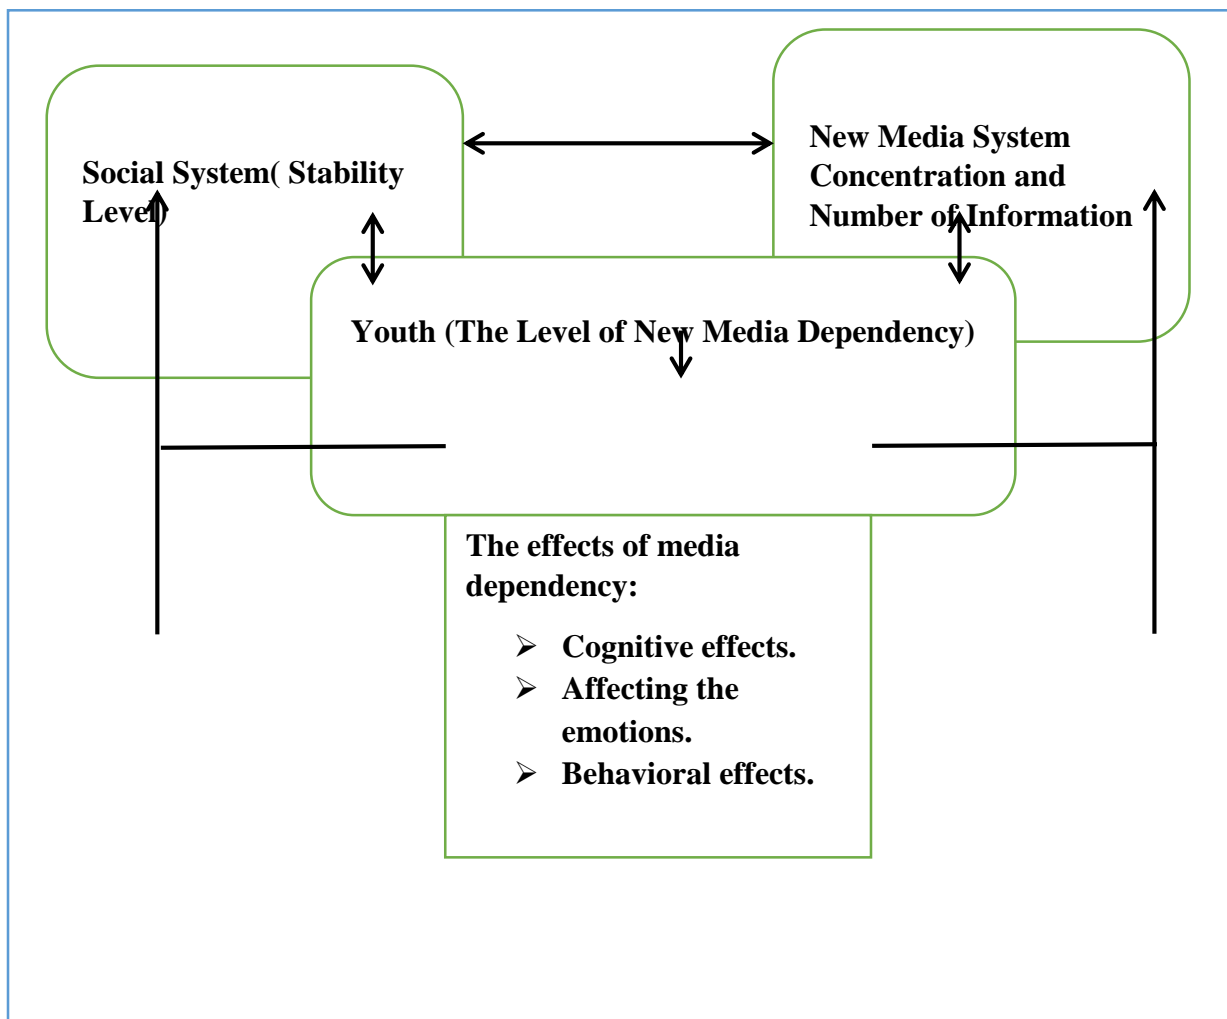 Social System( Stability
Level)
New Media System
Concentration and
Number of Information
Youth (The Level of New Media Dependency)
The effects of media
dependency:
➢ Cognitive effects.
➢ Affecting the
emotions.
➢ Behavioral effects.